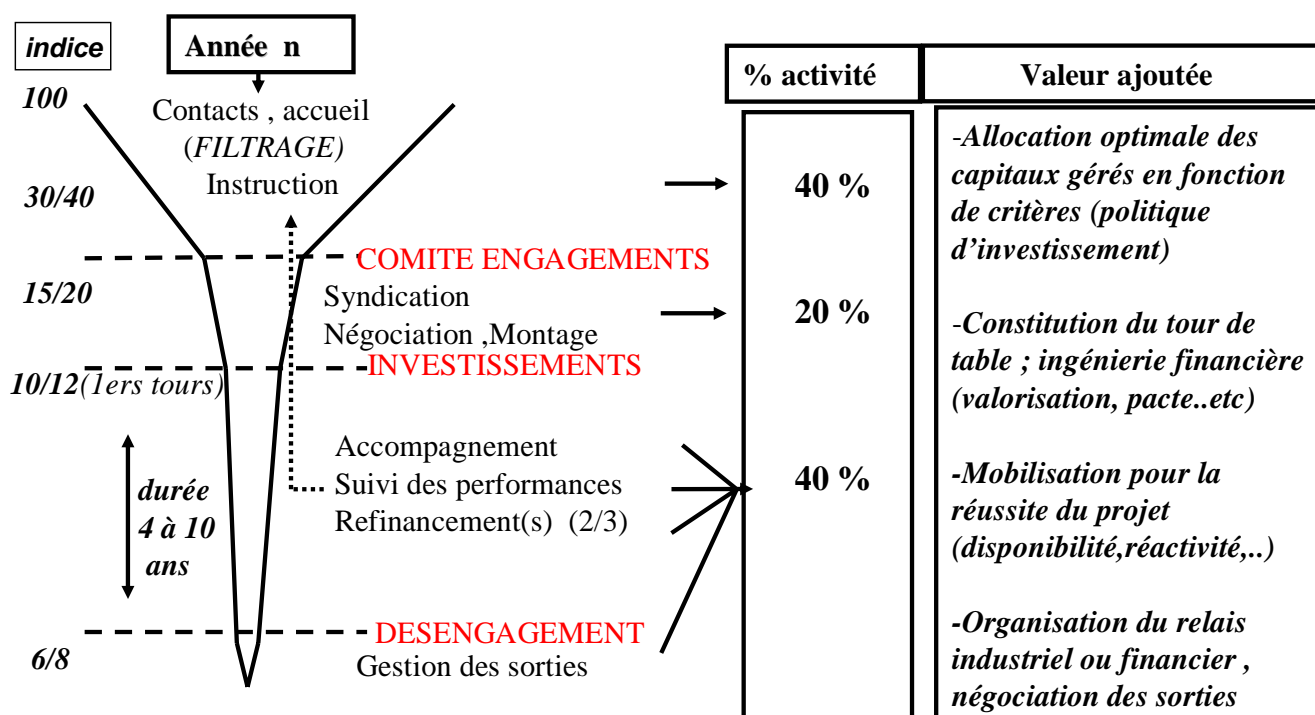 indice
Année n
100
Contacts , accueil
(FILTRAGE)
Instruction
30/40
COMITE ENGAGEMENTS
15/20
Syndication
Négociation ,Montage
INVESTISSEMENTS
10/12(1ers tours)
durée
4 à 10
ans
Accompagnement
Suivi des performances
Refinancement(s) (2/3)
DESENGAGEMENT
6/8
Gestion des sorties
% activité
40 %
20 %
40 %
Valeur ajoutée
-Allocation optimale des
capitaux gérés en fonction
de critères (politique
d’investissement)
-Constitution du tour de
table ; ingénierie financière
(valorisation, pacte..etc)
-Mobilisation pour la
réussite du projet
(disponibilité,réactivité,..)
-Organisation du relais
industriel ou financier ,
négociation des sorties